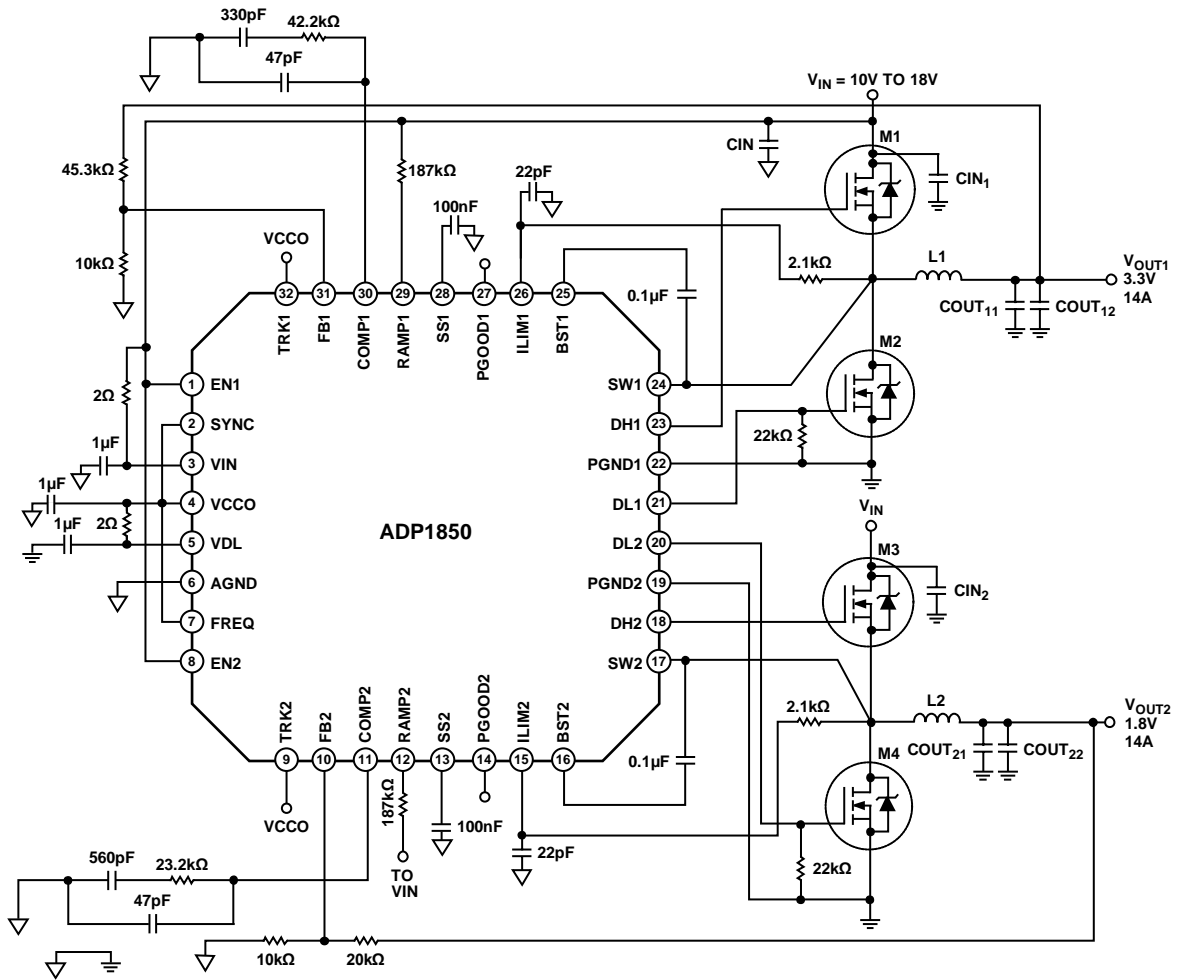 330pF
42.2kΩ
47pF
V_IN = 10V TO 18V
M1
CIN
CIN₁
45.3kΩ
187kΩ
22pF
100nF
VCCO
10kΩ
2.1kΩ
L1
V_OUT1
3.3V
14A
0.1µF
COUT₁₁
COUT₁₂
32
31
30
29
28
27
26
25
TRK1
FB1
COMP1
RAMP1
SS1
PGOOD1
ILIM1
BST1
M2
2Ω
1 EN1
2 SYNC
3 VIN
4 VCCO
5 VDL
6 AGND
7 FREQ
8 EN2
1µF
1µF
2Ω
1µF
ADP1850
SW1 24
DH1 23
PGND1 22
DL1 21
DL2 20
PGND2 19
DH2 18
SW2 17
22kΩ
V_IN
M3
CIN₂
TRK2
FB2
COMP2
RAMP2
SS2
PGOOD2
ILIM2
BST2
9
10
11
12
13
14
15
16
2.1kΩ
L2
V_OUT2
1.8V
14A
COUT₂₁
COUT₂₂
M4
0.1µF
VCCO
187kΩ
TO
VIN
100nF
22pF
22kΩ
560pF
23.2kΩ
47pF
10kΩ
20kΩ